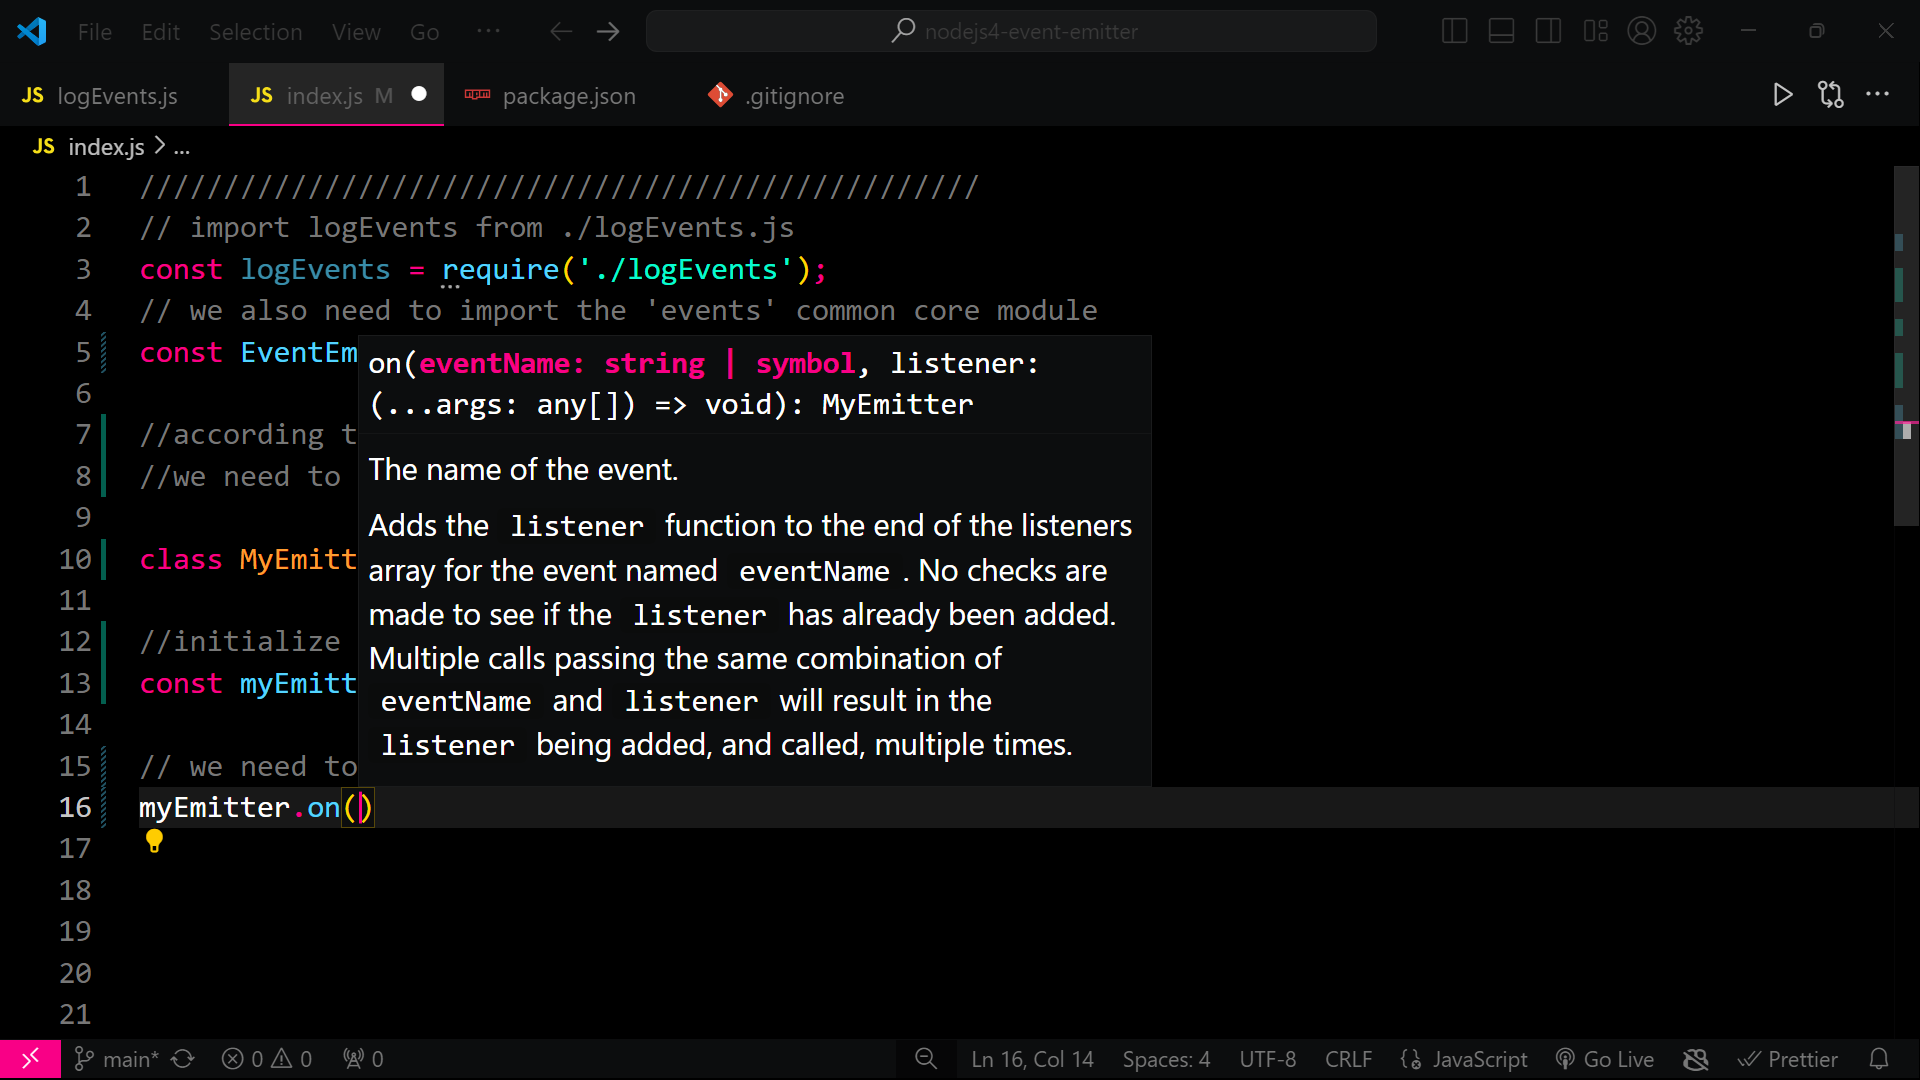 File Edit Selection View Go ··· ← → nodejs4-event-emitter
JS logEvents.js JS index.js M ● package.json .gitignore ···
JS index.js > ...
1 //////////////////////////////////////////////////
2 // import logEvents from ./logEvents.js
3 const logEvents = require('./logEvents');
4 // we also need to import the 'events' common core module
5 const EventEm
6
7 //according t
8 //we need to
9
10 class MyEmitt
11
12 //initialize
13 const myEmitt
14
15 // we need to
16 myEmitter.on()
17
18
19
20
21
on(eventName: string | symbol, listener:
(...args: any[]) => void): MyEmitter
The name of the event.
Adds the listener function to the end of the listeners
array for the event named eventName . No checks are
made to see if the listener has already been added.
Multiple calls passing the same combination of
eventName and listener will result in the
listener being added, and called, multiple times.
main* 0 0 0 Ln 16, Col 14 Spaces: 4 UTF-8 CRLF {} JavaScript Go Live Prettier